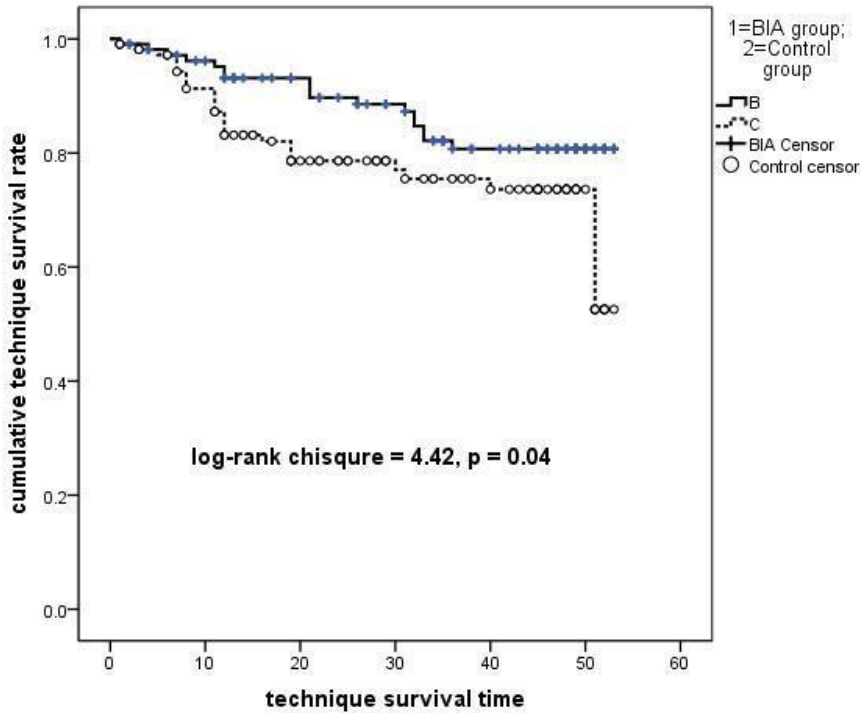 1=BIA group;
2=Control
group
B
C
BIA Censor
Control censor
cumulative technique survival rate
1.0
0.8
0.6
0.4
0.2
0.0
log-rank chisqure = 4.42, p = 0.04
0 10 20 30 40 50 60
technique survival time